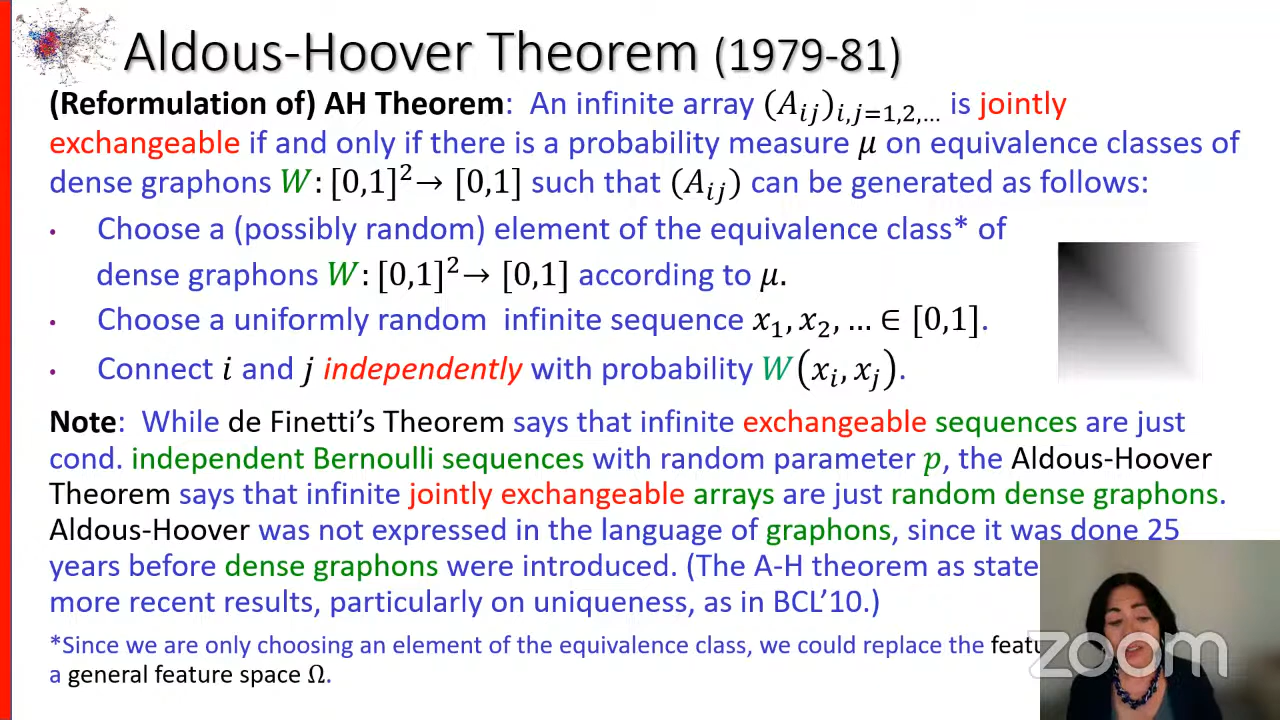 Aldous-Hoover Theorem (1979-81)
(Reformulation of) AH Theorem: An infinite array (A_{ij})_{i,j=1,2,...} is jointly
exchangeable if and only if there is a probability measure μ on equivalence classes of
dense graphons W: [0,1]²→ [0,1] such that (A_{ij}) can be generated as follows:
• Choose a (possibly random) element of the equivalence class* of
dense graphons W: [0,1]²→ [0,1] according to μ.
• Choose a uniformly random infinite sequence x₁, x₂, ... ∈ [0,1].
• Connect i and j independently with probability W(x_i, x_j).
Note: While de Finetti's Theorem says that infinite exchangeable sequences are just
cond. independent Bernoulli sequences with random parameter p, the Aldous-Hoover
Theorem says that infinite jointly exchangeable arrays are just random dense graphons.
Aldous-Hoover was not expressed in the language of graphons, since it was done 25
years before dense graphons were introduced. (The A-H theorem as state
more recent results, particularly on uniqueness, as in BCL'10.)
*Since we are only choosing an element of the equivalence class, we could replace the featu
a general feature space Ω.
zoom